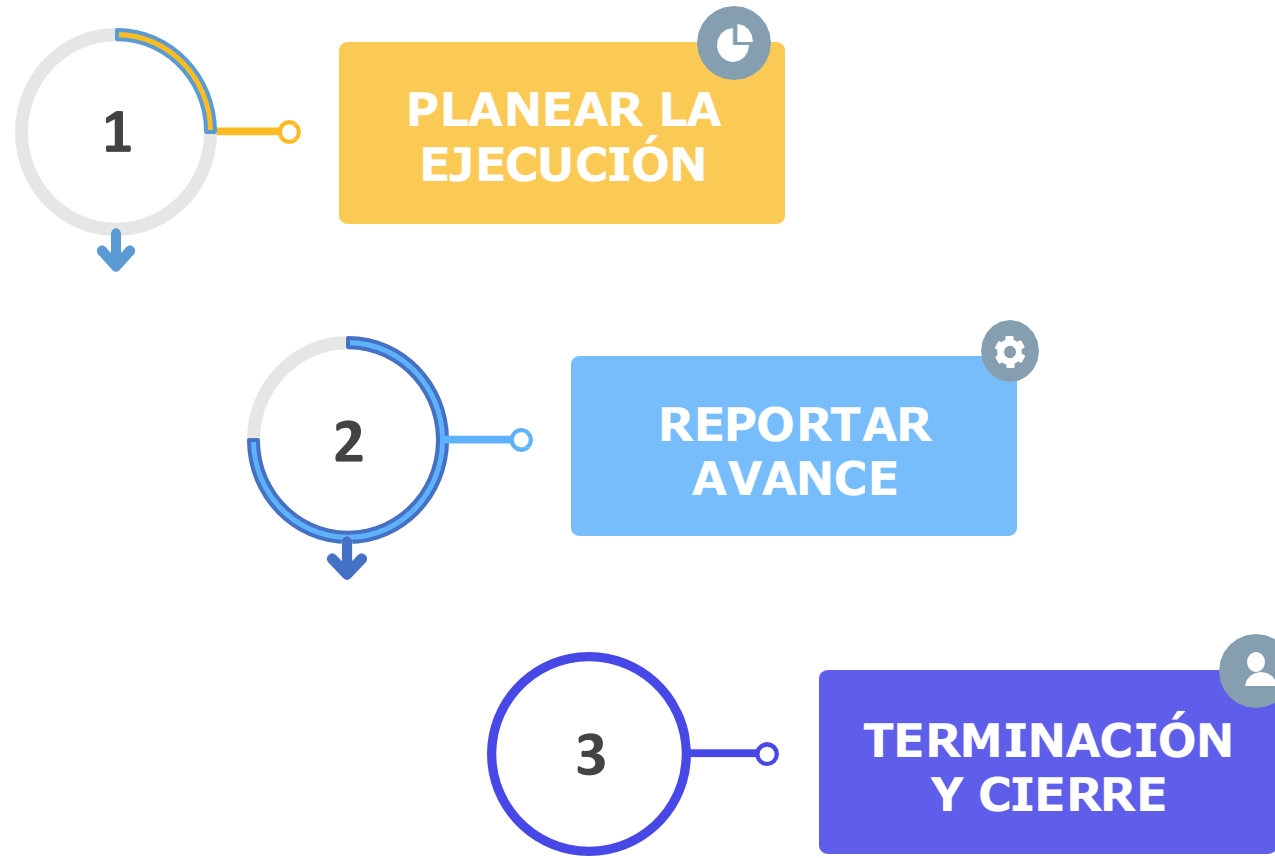 1
PLANEAR LA
EJECUCIÓN
2
REPORTAR
AVANCE
3
TERMINACIÓN
Y CIERRE